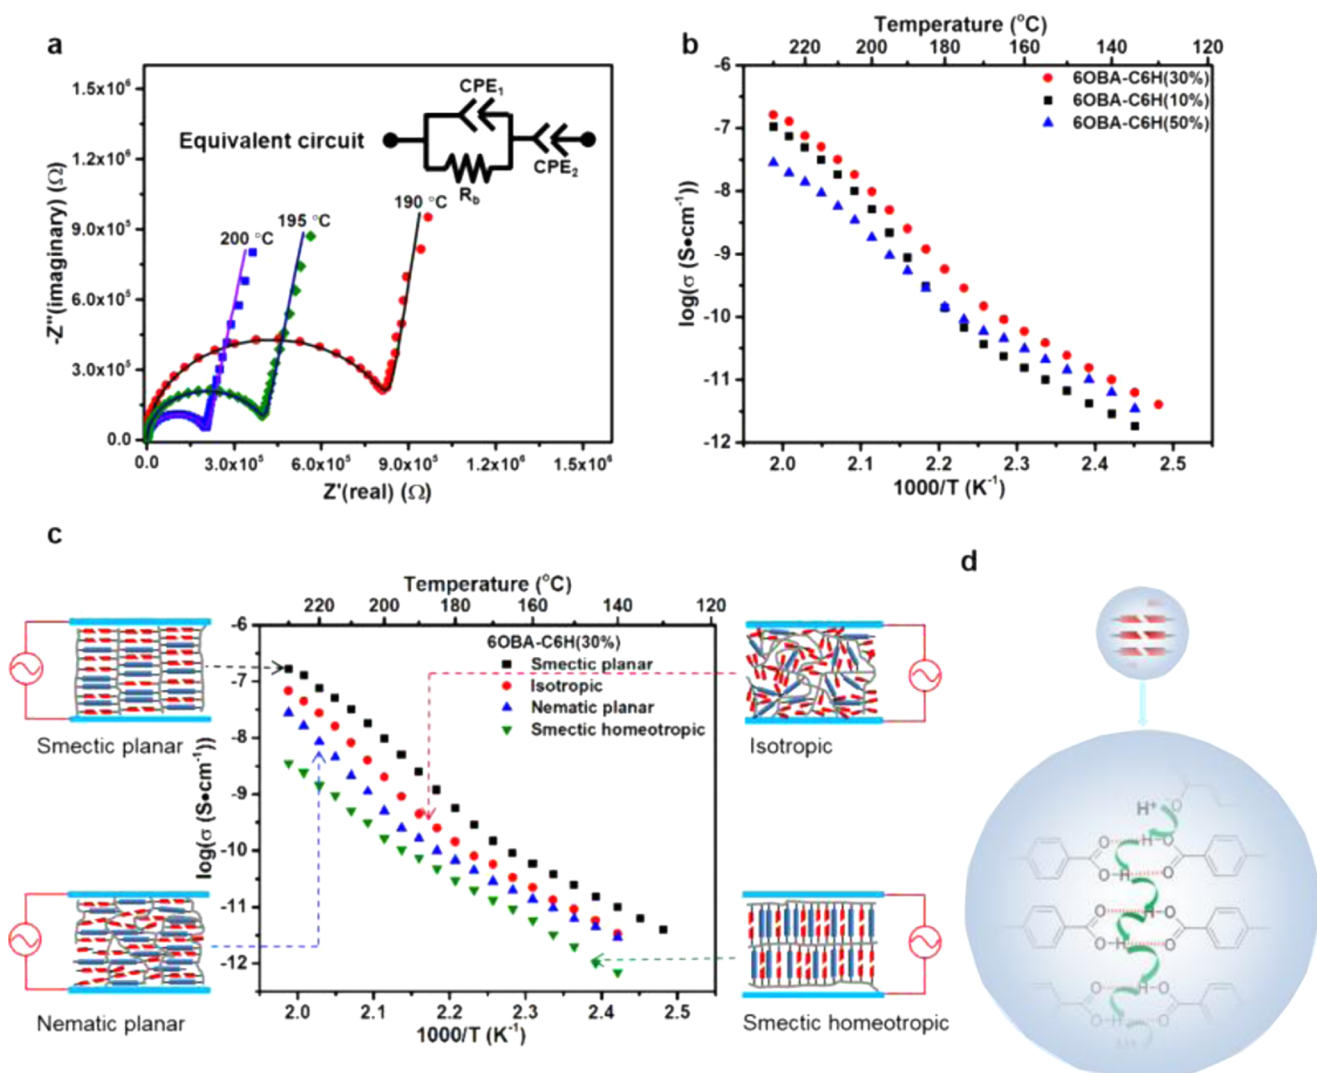 a
1.5x10⁶
1.2x10⁶
9.0x10⁵
6.0x10⁵
3.0x10⁵
0.0
-Z''(imaginary) (Ω)
Equivalent circuit
CPE₁
CPE₂
R_b
200 °C
195 °C
190 °C
0.0 3.0x10⁵ 6.0x10⁵ 9.0x10⁵ 1.2x10⁶ 1.5x10⁶
Z'(real) (Ω)
b
Temperature (°C)
220 200 180 160 140 120
-6
-7
-8
-9
-10
-11
-12
log(σ (S•cm⁻¹))
6OBA-C6H(30%)
6OBA-C6H(10%)
6OBA-C6H(50%)
2.0 2.1 2.2 2.3 2.4 2.5
1000/T (K⁻¹)
c
Temperature (°C)
220 200 180 160 140 120
-6
-7
-8
-9
-10
-11
-12
log(σ (S•cm⁻¹))
6OBA-C6H(30%)
Smectic planar
Isotropic
Nematic planar
Smectic homeotropic
2.0 2.1 2.2 2.3 2.4 2.5
1000/T (K⁻¹)
Smectic planar
Nematic planar
Isotropic
Smectic homeotropic
d
H⁺
O
O H-O
O-H O
O H-O
O-H O
O H-O
O-H O